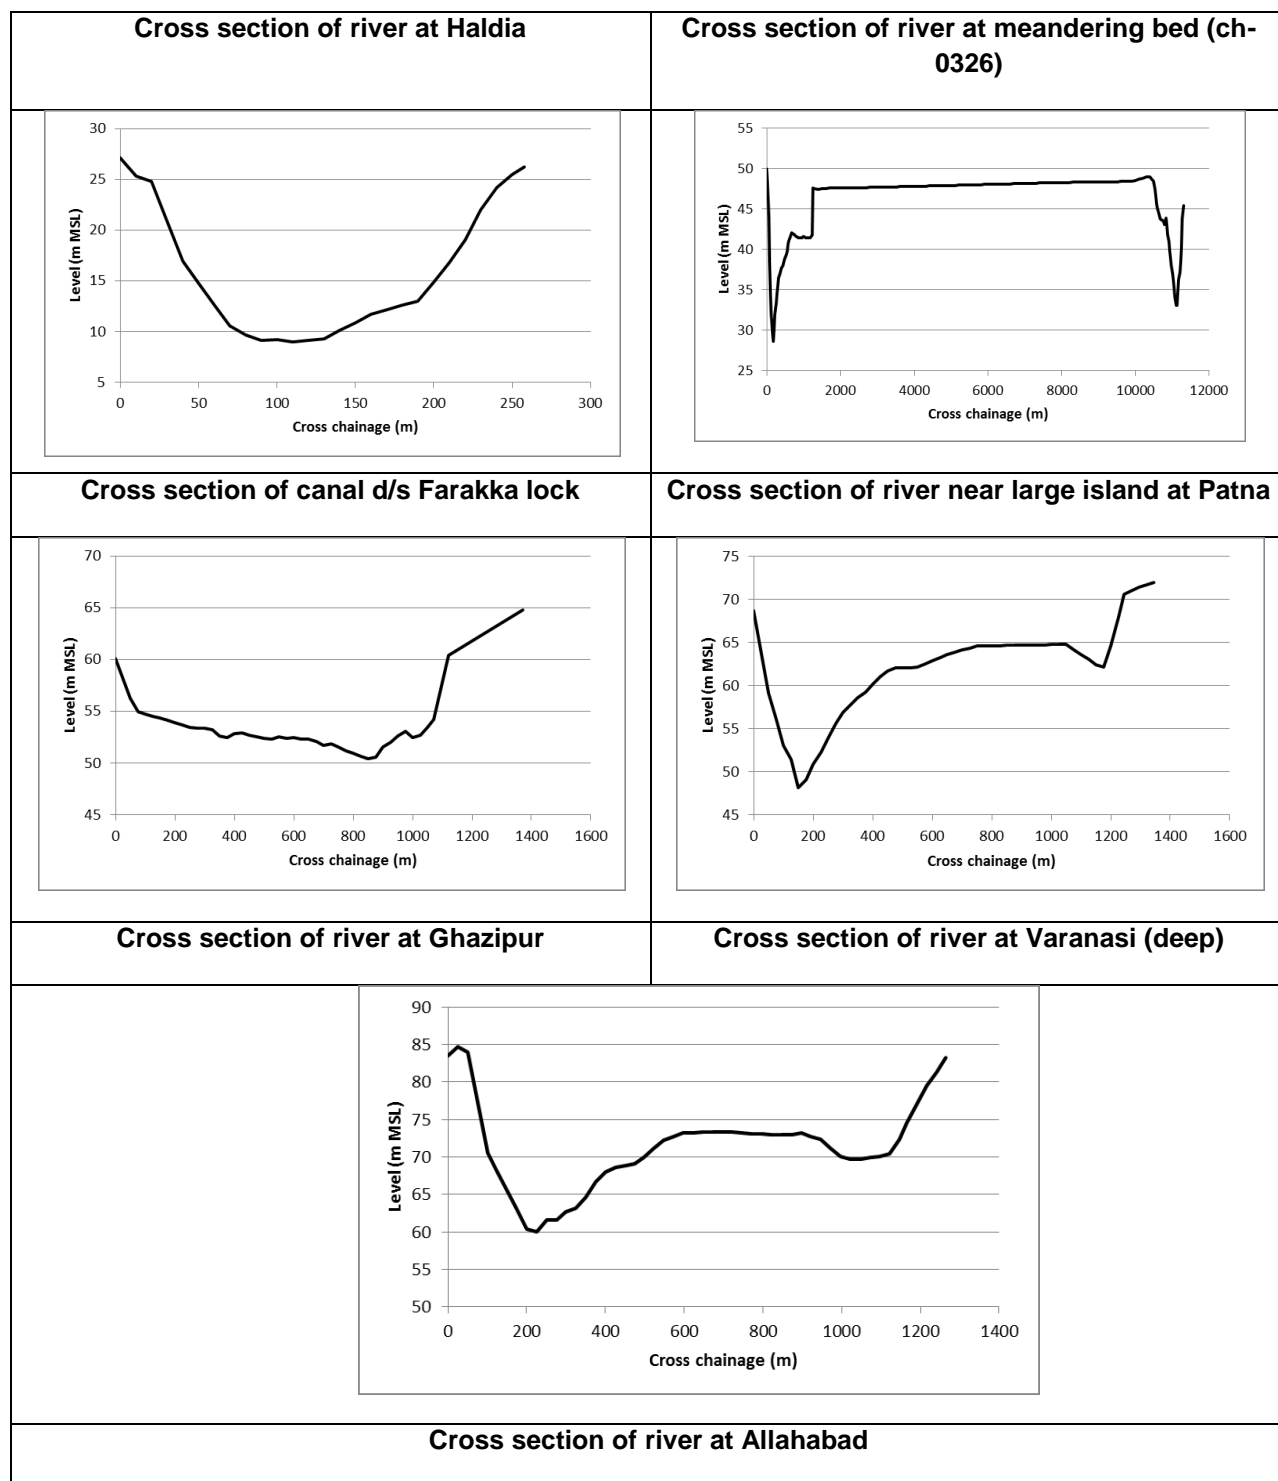 Cross section of river at Haldia
Cross section of river at meandering bed (ch-
0326)
30
25
20
15
10
5
0 50 100 150 200 250 300
Level (m MSL)
Cross chainage (m)
55
50
45
40
35
30
25
0 2000 4000 6000 8000 10000 12000
Level (m MSL)
Cross chainage (m)
Cross section of canal d/s Farakka lock
Cross section of river near large island at Patna
70
65
60
55
50
45
0 200 400 600 800 1000 1200 1400 1600
Level (m MSL)
Cross chainage (m)
75
70
65
60
55
50
45
0 200 400 600 800 1000 1200 1400 1600
Level (m MSL)
Cross chainage (m)
Cross section of river at Ghazipur
Cross section of river at Varanasi (deep)
90
85
80
75
70
65
60
55
50
0 200 400 600 800 1000 1200 1400
Level (m MSL)
Cross chainage (m)
Cross section of river at Allahabad